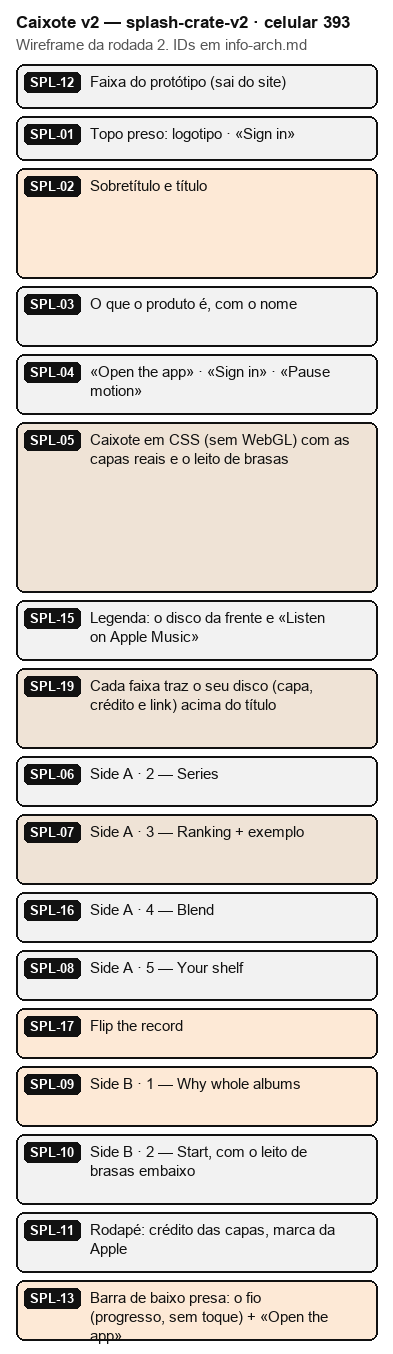 Caixote v2 — splash-crate-v2 · celular 393
Wireframe da rodada 2. IDs em info-arch.md
SPL-12 Faixa do protótipo (sai do site)
SPL-01 Topo preso: logotipo · «Sign in»
SPL-02 Sobretítulo e título
SPL-03 O que o produto é, com o nome
SPL-04 «Open the app» · «Sign in» · «Pause
motion»
SPL-05 Caixote em CSS (sem WebGL) com as
capas reais e o leito de brasas
SPL-15 Legenda: o disco da frente e «Listen
on Apple Music»
SPL-19 Cada faixa traz o seu disco (capa,
crédito e link) acima do título
SPL-06 Side A · 2 — Series
SPL-07 Side A · 3 — Ranking + exemplo
SPL-16 Side A · 4 — Blend
SPL-08 Side A · 5 — Your shelf
SPL-17 Flip the record
SPL-09 Side B · 1 — Why whole albums
SPL-10 Side B · 2 — Start, com o leito de
brasas embaixo
SPL-11 Rodapé: crédito das capas, marca da
Apple
SPL-13 Barra de baixo presa: o fio
(progresso, sem toque) + «Open the
app»